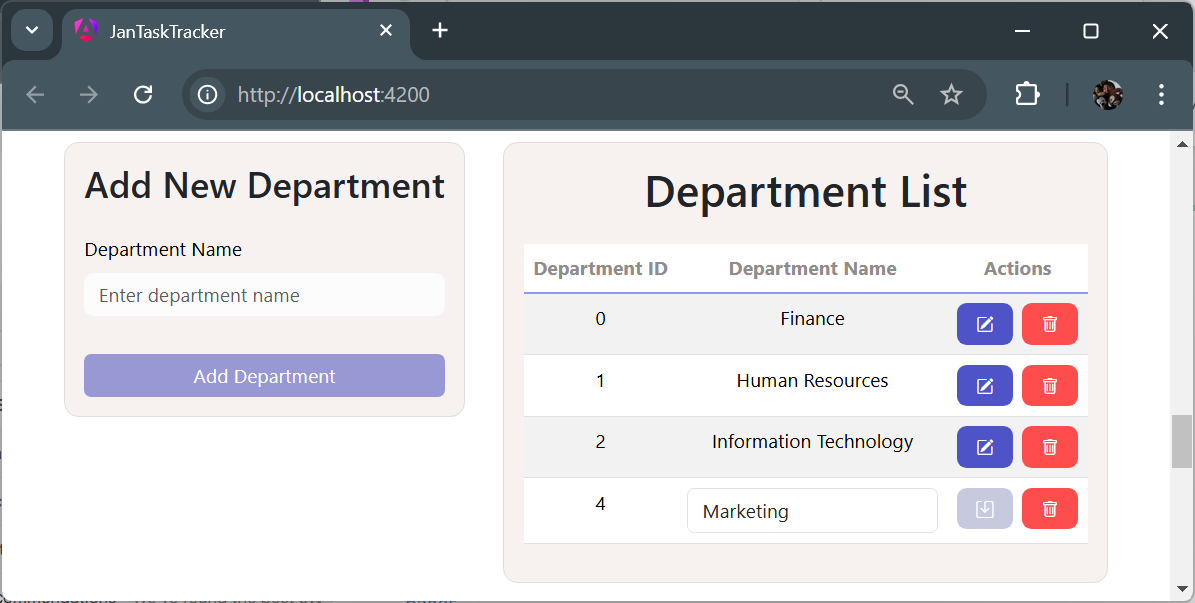 JanTaskTracker
http://localhost:4200
Add New Department
Department Name
Enter department name
Add Department
Department List
Department ID Department Name Actions
0 Finance
1 Human Resources
2 Information Technology
4 Marketing